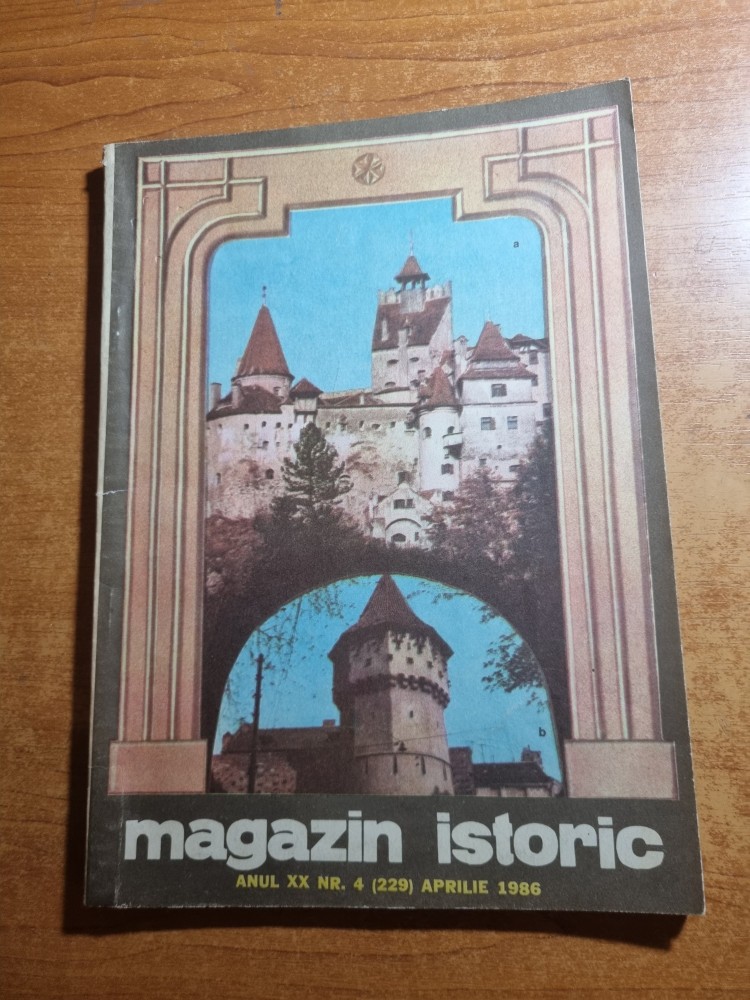 a
b
magazin istoric
ANUL XX NR. 4 (229) APRILIE 1986